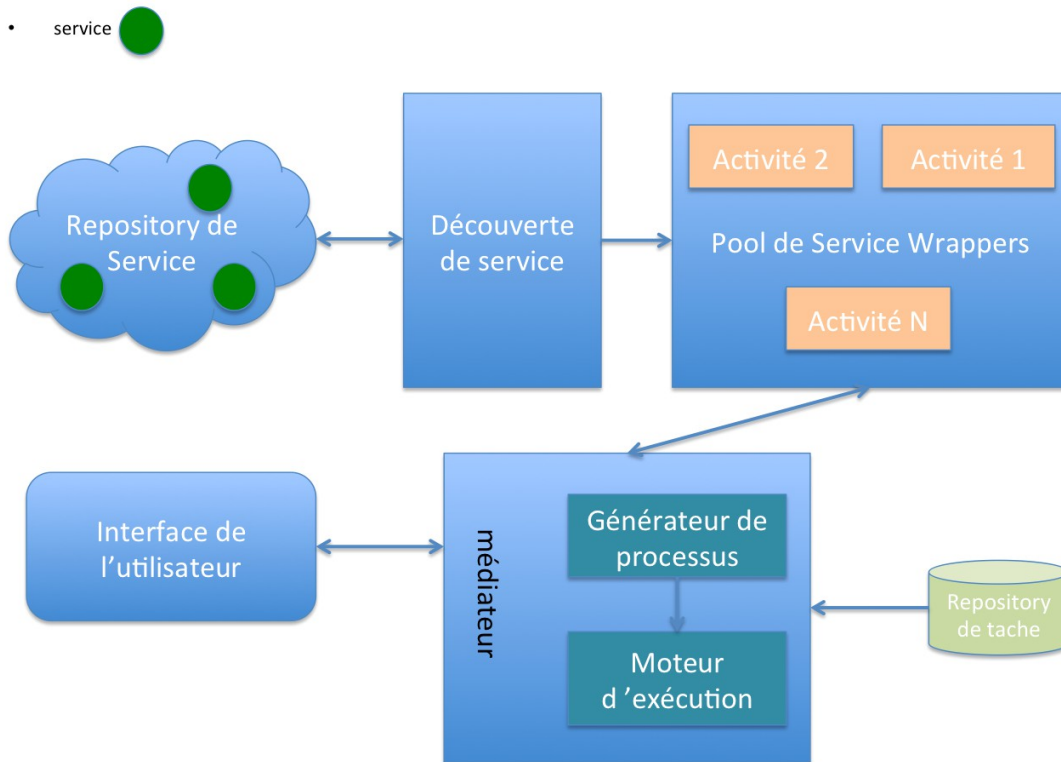 • service
Repository de
Service
Découverte
de service
Activité 2
Activité 1
Pool de Service Wrappers
Activité N
Interface de
l’utilisateur
médiateur
Générateur de
processus
Moteur
d ’exécution
Repository
de tache